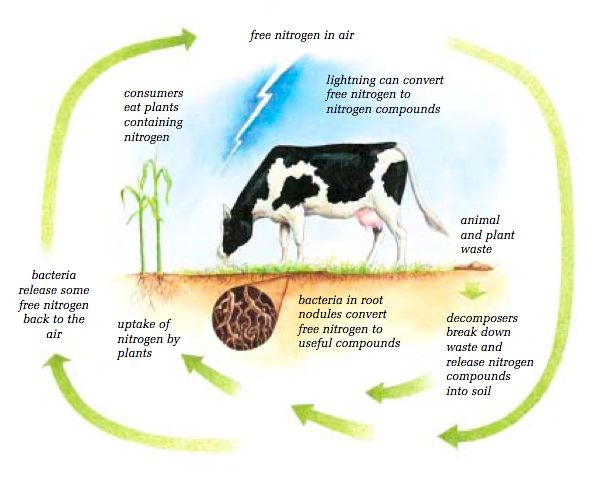 free nitrogen in air
lightning can convert
free nitrogen to
nitrogen compounds
consumers
eat plants
containing
nitrogen
animal
and plant
waste
bacteria
release some
free nitrogen
back to the
air
uptake of
nitrogen by
plants
bacteria in root
nodules convert
free nitrogen to
useful compounds
decomposers
break down
waste and
release nitrogen
compounds
into soil